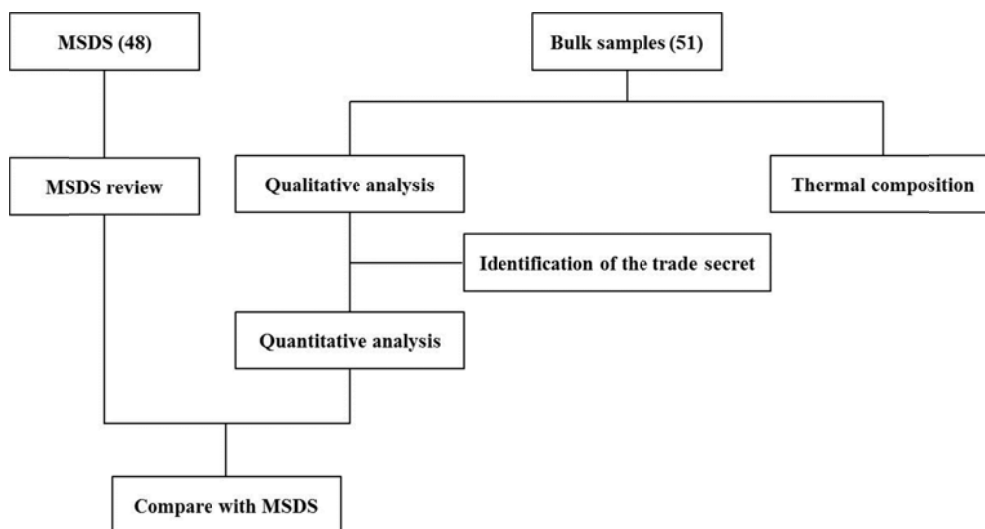 MSDS (48)
Bulk samples (51)
MSDS review
Qualitative analysis
Thermal composition
Identification of the trade secret
Quantitative analysis
Compare with MSDS